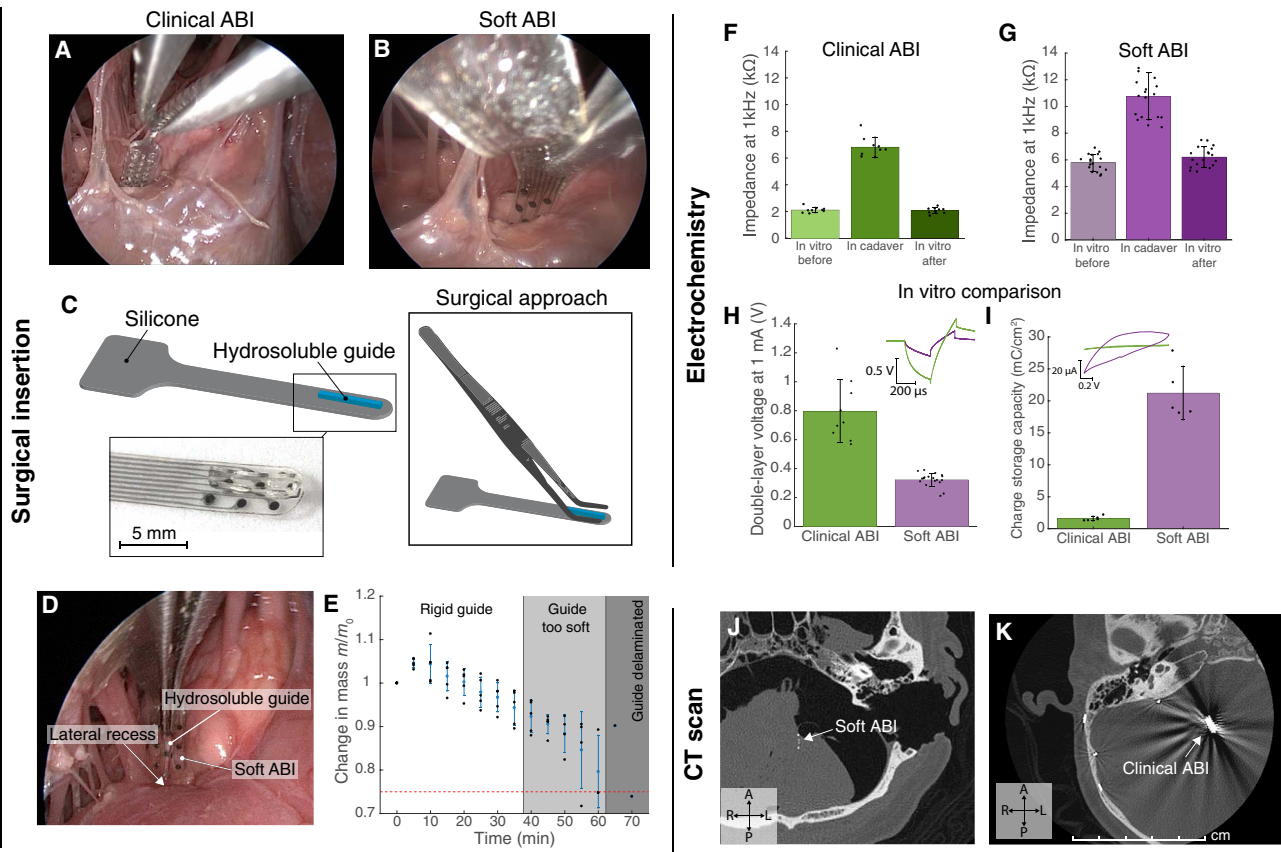 Clinical ABI
Soft ABI
A
B
Surgical insertion
C
Silicone
Hydrosoluble guide
5 mm
Surgical approach
D
Hydrosoluble guide
Lateral recess
Soft ABI
E
Change in mass m/m0
1.2
1.1
1
0.9
0.8
0.7
Rigid guide
Guide
too soft
Guide delaminated
0
10
20
30
40
50
60
70
Time (min)
Electrochemistry
F
Clinical ABI
Impedance at 1kHz (kΩ)
14
12
10
8
6
4
2
0
In vitro
before
In cadaver
In vitro
after
G
Soft ABI
Impedance at 1kHz (kΩ)
14
12
10
8
6
4
2
0
In vitro
before
In cadaver
In vitro
after
In vitro comparison
H
Double-layer voltage at 1 mA (V)
1.4
1.2
1
0.8
0.6
0.4
0.2
0
0.5 V
200 µs
Clinical ABI
Soft ABI
I
Charge storage capacity (mC/cm²)
30
25
20
15
10
5
0
20 µA
0.2 V
Clinical ABI
Soft ABI
CT scan
J
Soft ABI
A
R
L
P
K
Clinical ABI
A
R
L
P
cm